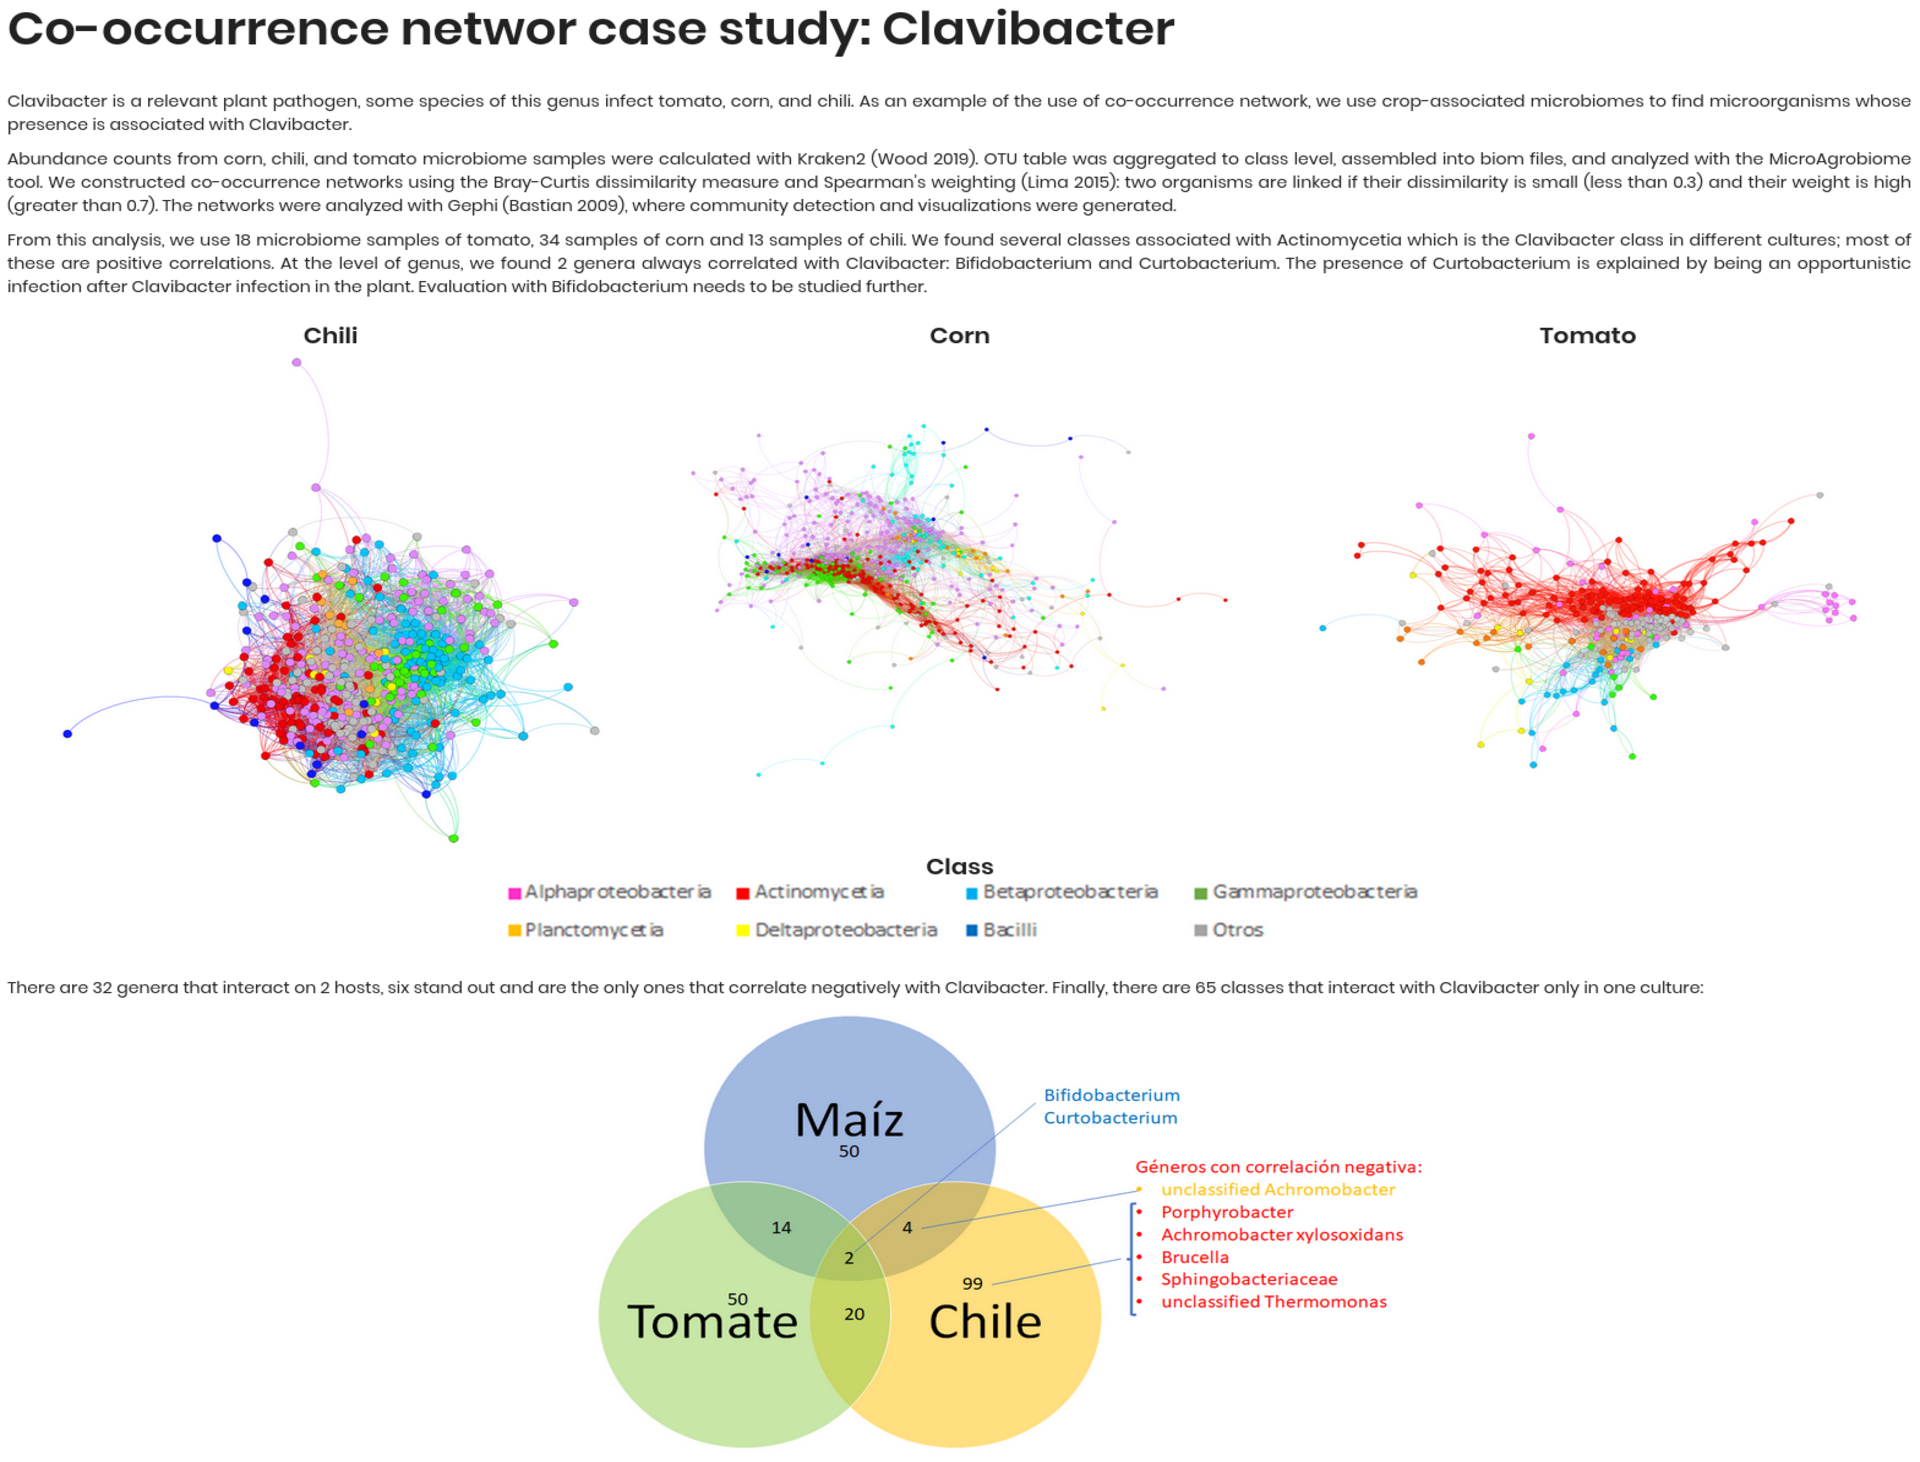 Co-occurrence networ case study: Clavibacter
Clavibacter is a relevant plant pathogen, some species of this genus infect tomato, corn, and chili. As an example of the use of co-occurrence network, we use crop-associated microbiomes to find microorganisms whose
presence is associated with Clavibacter.
Abundance counts from corn, chili, and tomato microbiome samples were calculated with Kraken2 (Wood 2019). OTU table was aggregated to class level, assembled into biom files, and analyzed with the MicroAgrobiome
tool. We constructed co-occurrence networks using the Bray-Curtis dissimilarity measure and Spearman's weighting (Lima 2015): two organisms are linked if their dissimilarity is small (less than 0.3) and their weight is high
(greater than 0.7). The networks were analyzed with Gephi (Bastian 2009), where community detection and visualizations were generated.
From this analysis, we use 18 microbiome samples of tomato, 34 samples of corn and 13 samples of chili. We found several classes associated with Actinomycetia which is the Clavibacter class in different cultures; most of
these are positive correlations. At the level of genus, we found 2 genera always correlated with Clavibacter: Bifidobacterium and Curtobacterium. The presence of Curtobacterium is explained by being an opportunistic
infection after Clavibacter infection in the plant. Evaluation with Bifidobacterium needs to be studied further.
Chili
Corn
Tomato
Class
Alphaproteobacteria
Actinomycetia
Betaproteobacteria
Gammaproteobacteria
Planctomycetia
Deltaproteobacteria
Bacilli
Otros
There are 32 genera that interact on 2 hosts, six stand out and are the only ones that correlate negatively with Clavibacter. Finally, there are 65 classes that interact with Clavibacter only in one culture:
Maíz
50
Bifidobacterium
Curtobacterium
Géneros con correlación negativa:
• unclassified Achromobacter
• Porphyrobacter
• Achromobacter xylosoxidans
• Brucella
• Sphingobacteriaceae
• unclassified Thermomonas
14
4
2
99
50
Tomate
20
Chile